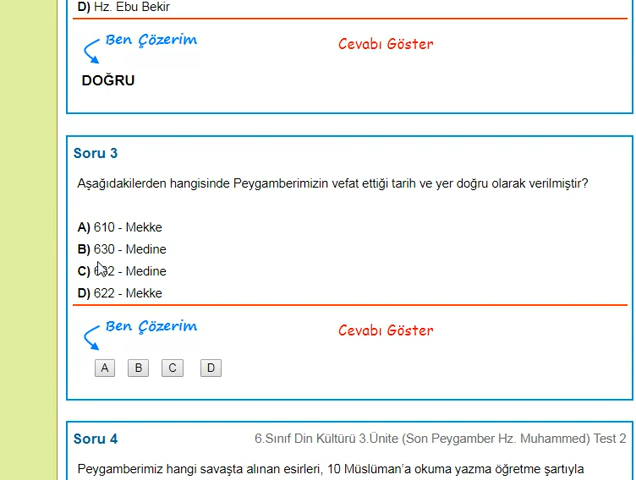 D) Hz. Ebu Bekir
Ben Çözerim
Cevabı Göster
DOĞRU
Soru 3
Aşağıdakilerden hangisinde Peygamberimizin vefat ettiği tarih ve yer doğru olarak verilmiştir?
A) 610 - Mekke
B) 630 - Medine
C) 632 - Medine
D) 622 - Mekke
Ben Çözerim
Cevabı Göster
A B C D
Soru 4
6.Sınıf Din Kültürü 3.Ünite (Son Peygamber Hz. Muhammed) Test 2
Peygamberimiz hangi savaşta alınan esirleri, 10 Müslüman'a okuma yazma öğretme şartıyla